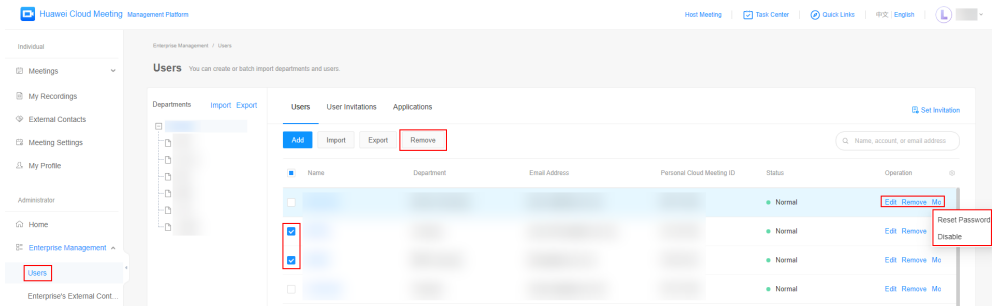 Huawei Cloud Meeting Management Platform
Host Meeting Task Center Quick Links 中文 English L
Individual
Meetings
My Recordings
External Contacts
Meeting Settings
My Profile
Administrator
Home
Enterprise Management
Users
Enterprise's External Cont...
Enterprise Management / Users
Users You can create or batch import departments and users.
Departments Import Export
Users User Invitations Applications
Set Invitation
Add Import Export Remove
Name, account, or email address
Name Department Email Address Personal Cloud Meeting ID Status Operation
Normal Edit Remove Mo
Reset Password
Normal Edit Remove
Disable
Normal Edit Remove Mo
Normal Edit Remove Mo